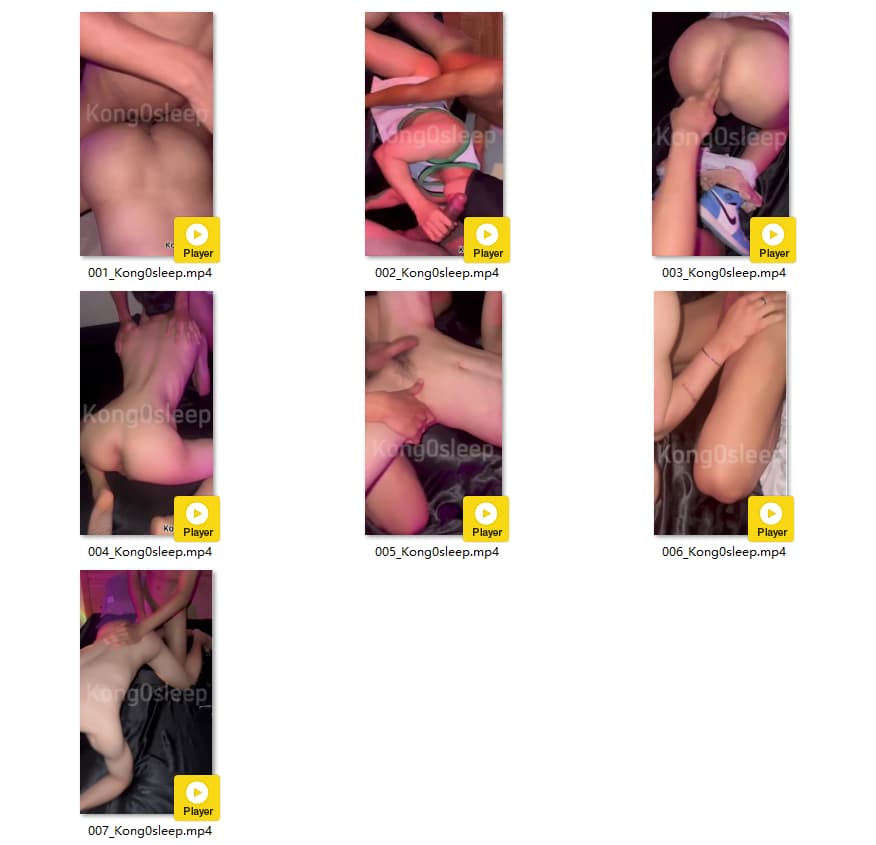 Kong0sleep
Kong0sleep
Kong0sleep
Player
Player
Player
001_Kong0sleep.mp4
002_Kong0sleep.mp4
003_Kong0sleep.mp4
Kong0sleep
Kong0sleep
Kong0sleep
Player
Player
Player
004_Kong0sleep.mp4
005_Kong0sleep.mp4
006_Kong0sleep.mp4
Kong0sleep
Player
007_Kong0sleep.mp4